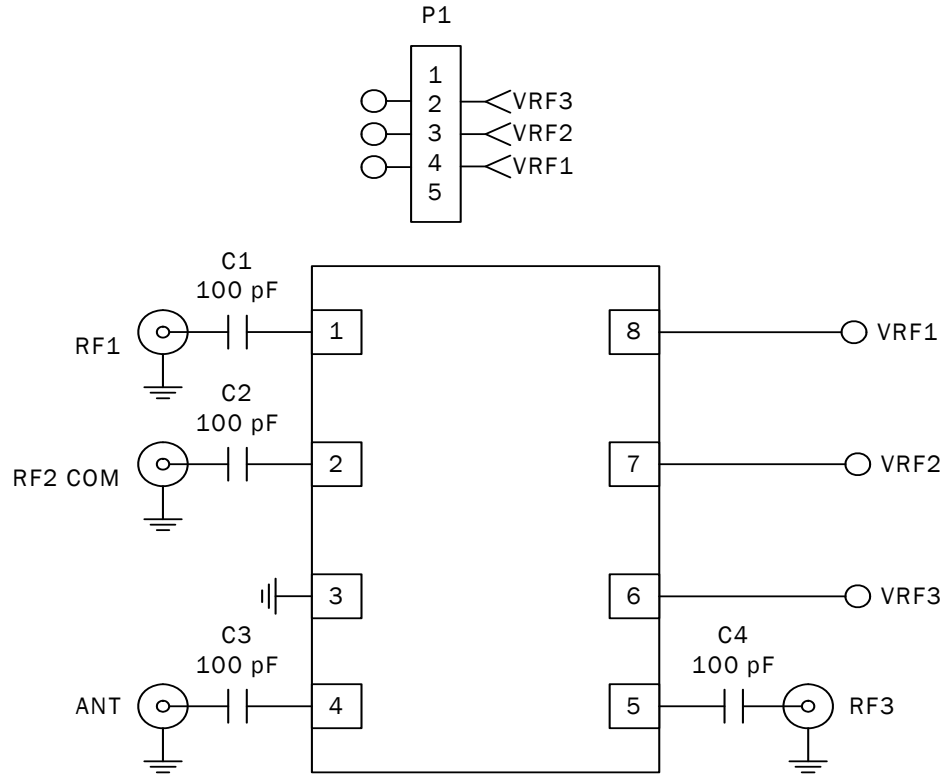 P1
1
2
3
4
5
VRF3
VRF2
VRF1
C1
100 pF
RF1
1
8
VRF1
C2
100 pF
RF2 COM
2
7
VRF2
3
6
VRF3
C3
100 pF
ANT
4
5
C4
100 pF
RF3